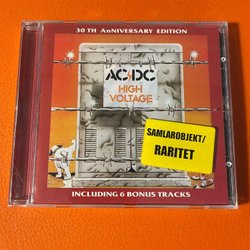 30 TH AnNIVERSARY EDITION
AC⚡DC
HIGH
VOLTAGE
SAMLAROBJEKT/
RARITET
INCLUDING 6 BONUS TRACKS